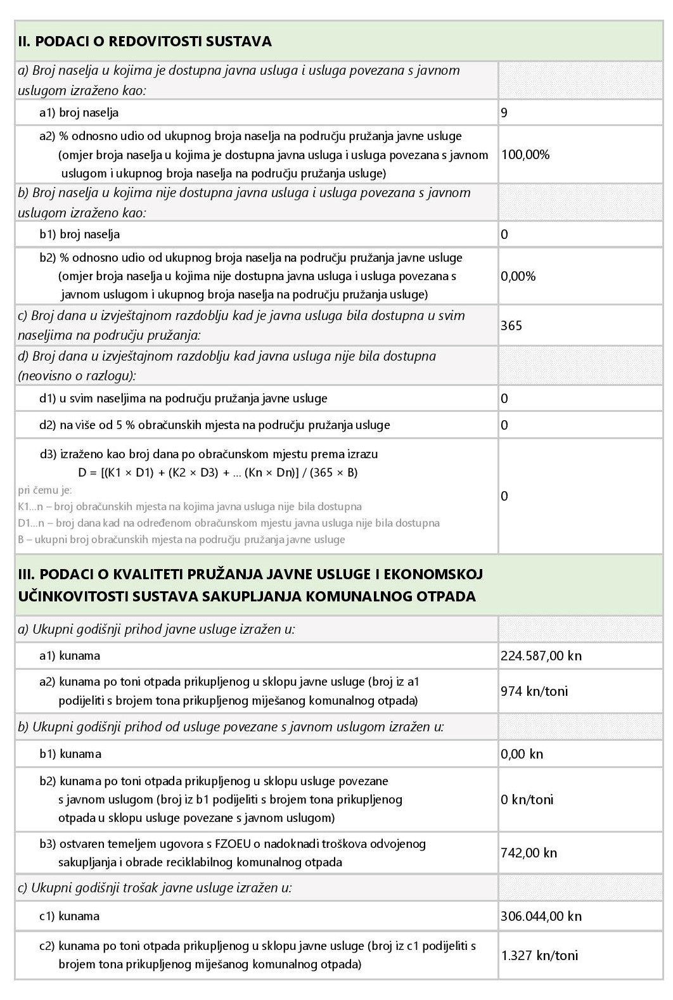 II. PODACI O REDOVITOSTI SUSTAVA
a) Broj naselja u kojima je dostupna javna usluga i usluga povezana s javnom
uslugom izraženo kao:
a1) broj naselja
9
a2) % odnosno udio od ukupnog broja naselja na području pružanja javne usluge
(omjer broja naselja u kojima je dostupna javna usluga i usluga povezana s javnom
uslugom i ukupnog broja naselja na području pružanja usluge)
100,00%
b) Broj naselja u kojima nije dostupna javna usluga i usluga povezana s javnom
uslugom izraženo kao:
b1) broj naselja
0
b2) % odnosno udio od ukupnog broja naselja na području pružanja javne usluge
(omjer broja naselja u kojima nije dostupna javna usluga i usluga povezana s
javnom uslugom i ukupnog broja naselja na području pružanja usluge)
0,00%
c) Broj dana u izvještajnom razdoblju kad je javna usluga bila dostupna u svim
naseljima na području pružanja:
365
d) Broj dana u izvještajnom razdoblju kad javna usluga nije bila dostupna
(neovisno o razlogu):
d1) u svim naseljima na području pružanja javne usluge
0
d2) na više od 5 % obračunskih mjesta na području pružanja usluge
0
d3) izraženo kao broj dana po obračunskom mjestu prema izrazu
D = [(K1 × D1) + (K2 × D3) + ... (Kn × Dn)] / (365 × B)
pri čemu je:
K1...n – broj obračunskih mjesta na kojima javna usluga nije bila dostupna
D1...n – broj dana kad na određenom obračunskom mjestu javna usluga nije bila dostupna
B – ukupni broj obračunskih mjesta na području pružanja javne usluge
0
III. PODACI O KVALITETI PRUŽANJA JAVNE USLUGE I EKONOMSKOJ
UČINKOVITOSTI SUSTAVA SAKUPLJANJA KOMUNALNOG OTPADA
a) Ukupni godišnji prihod javne usluge izražen u:
a1) kunama
224.587,00 kn
a2) kunama po toni otpada prikupljenog u sklopu javne usluge (broj iz a1
podijeliti s brojem tona prikupljenog miješanog komunalnog otpada)
974 kn/toni
b) Ukupni godišnji prihod od usluge povezane s javnom uslugom izražen u:
b1) kunama
0,00 kn
b2) kunama po toni otpada prikupljenog u sklopu usluge povezane
s javnom uslugom (broj iz b1 podijeliti s brojem tona prikupljenog
otpada u sklopu usluge povezane s javnom uslugom)
0 kn/toni
b3) ostvaren temeljem ugovora s FZOEU o nadoknadi troškova odvojenog
sakupljanja i obrade reciklabilnog komunalnog otpada
742,00 kn
c) Ukupni godišnji trošak javne usluge izražen u:
c1) kunama
306.044,00 kn
c2) kunama po toni otpada prikupljenog u sklopu javne usluge (broj iz c1 podijeliti s
brojem tona prikupljenog miješanog komunalnog otpada)
1.327 kn/toni